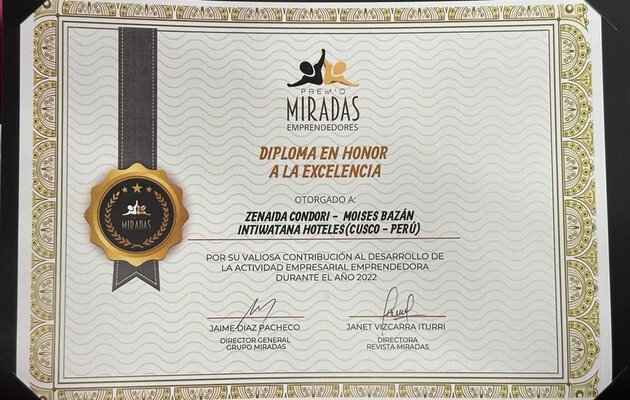 PREMIO
MIRADAS
EMPRENDEDORES
DIPLOMA EN HONOR
A LA EXCELENCIA
OTORGADO A:
ZENAIDA CONDORI - MOISES BAZÁN
INTIWATANA HOTELES(CUSCO - PERÚ)
POR SU VALIOSA CONTRIBUCIÓN AL DESARROLLO DE
LA ACTIVIDAD EMPRESARIAL EMPRENDEDORA
DURANTE EL AÑO 2022
MIRADAS
JAIME DIAZ PACHECO
DIRECTOR GENERAL
GRUPO MIRADAS
JANET VIZCARRA ITURRI
DIRECTORA
REVISTA MIRADAS